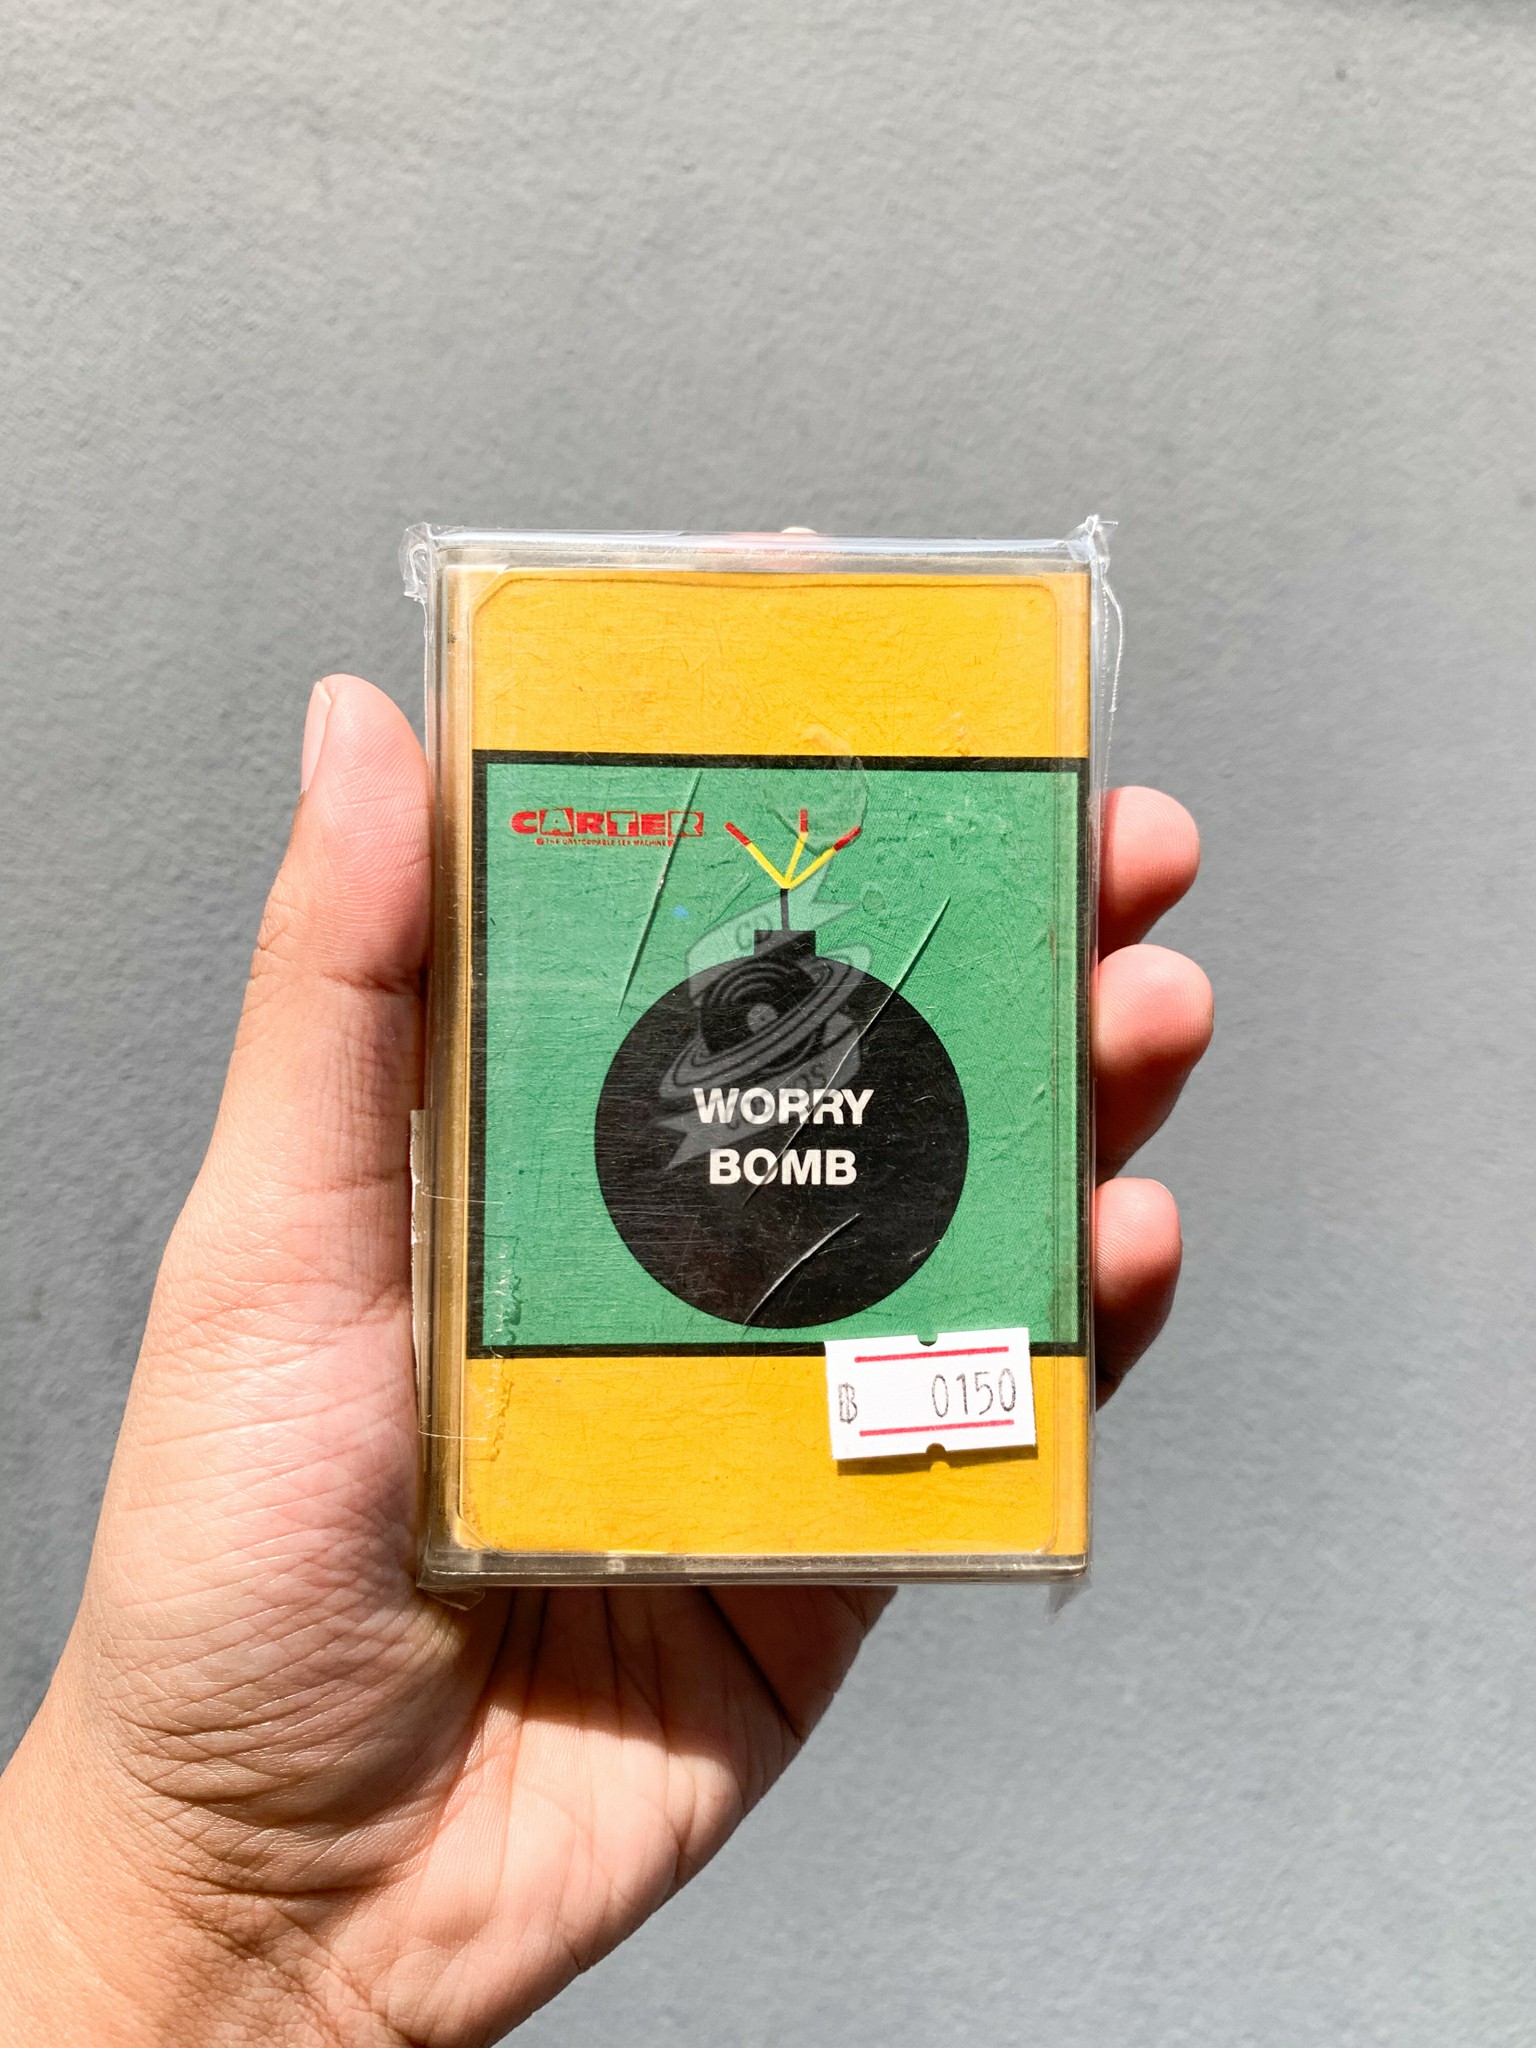 CARTER
THE UNSTOPPABLE SEX MACHINE
WORRY
BOMB
฿ 0150